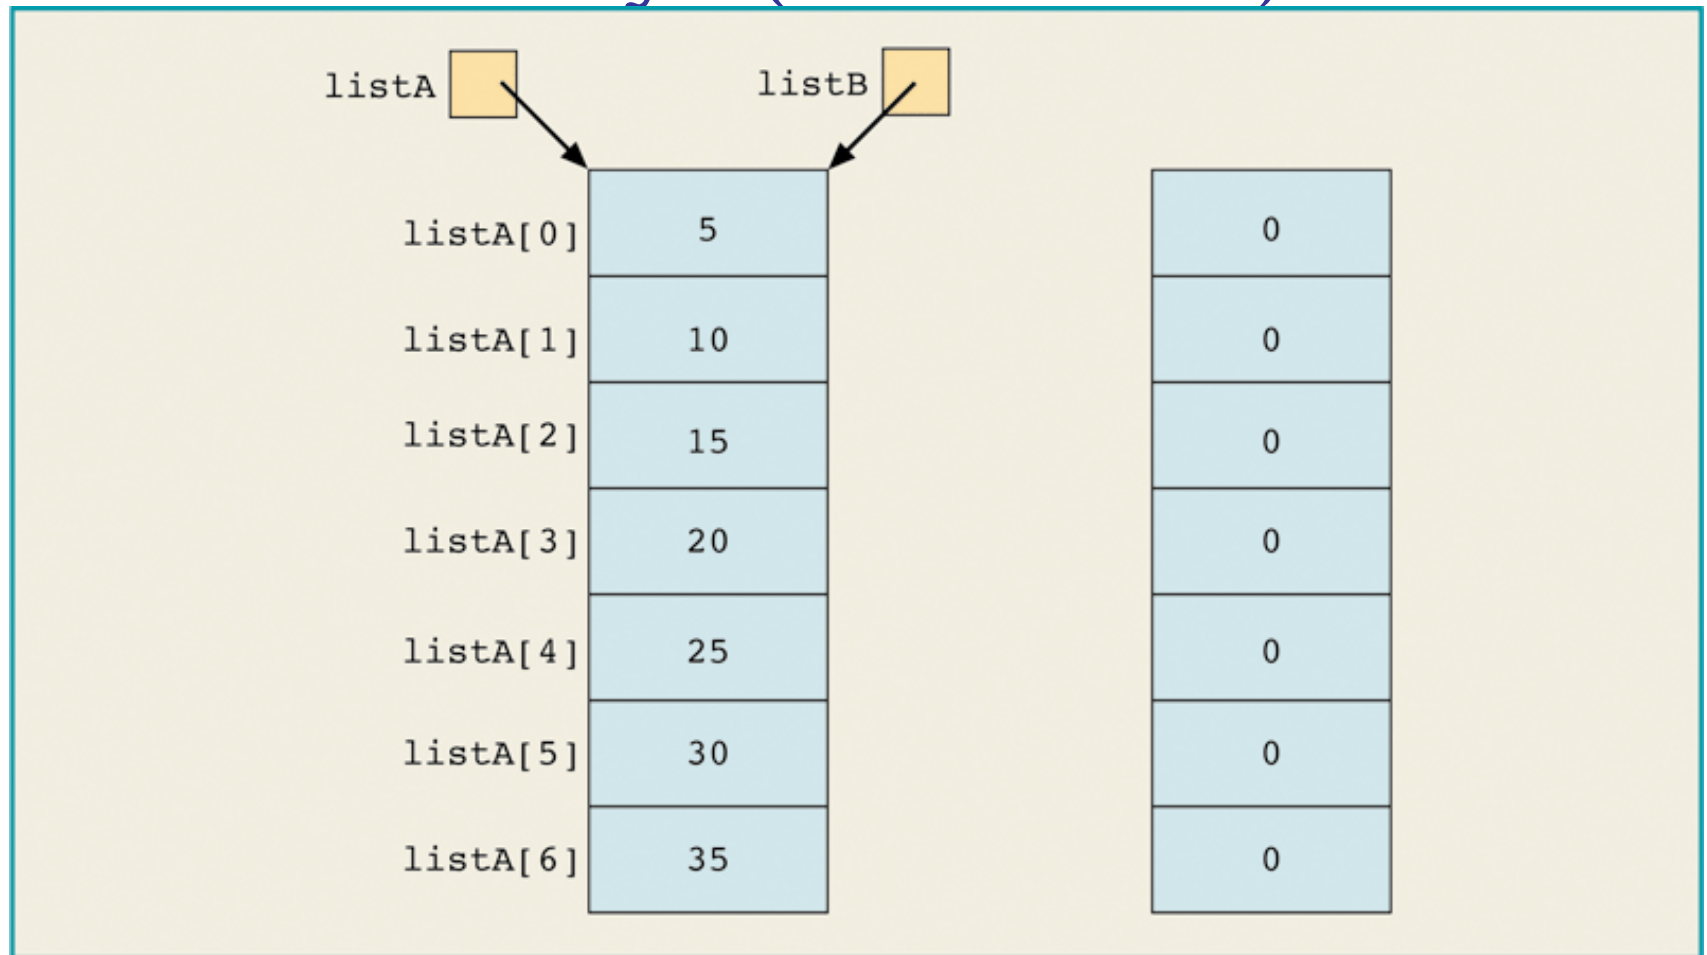 listA listB
listA[0] 5 0
listA[1] 10 0
listA[2] 15 0
listA[3] 20 0
listA[4] 25 0
listA[5] 30 0
listA[6] 35 0